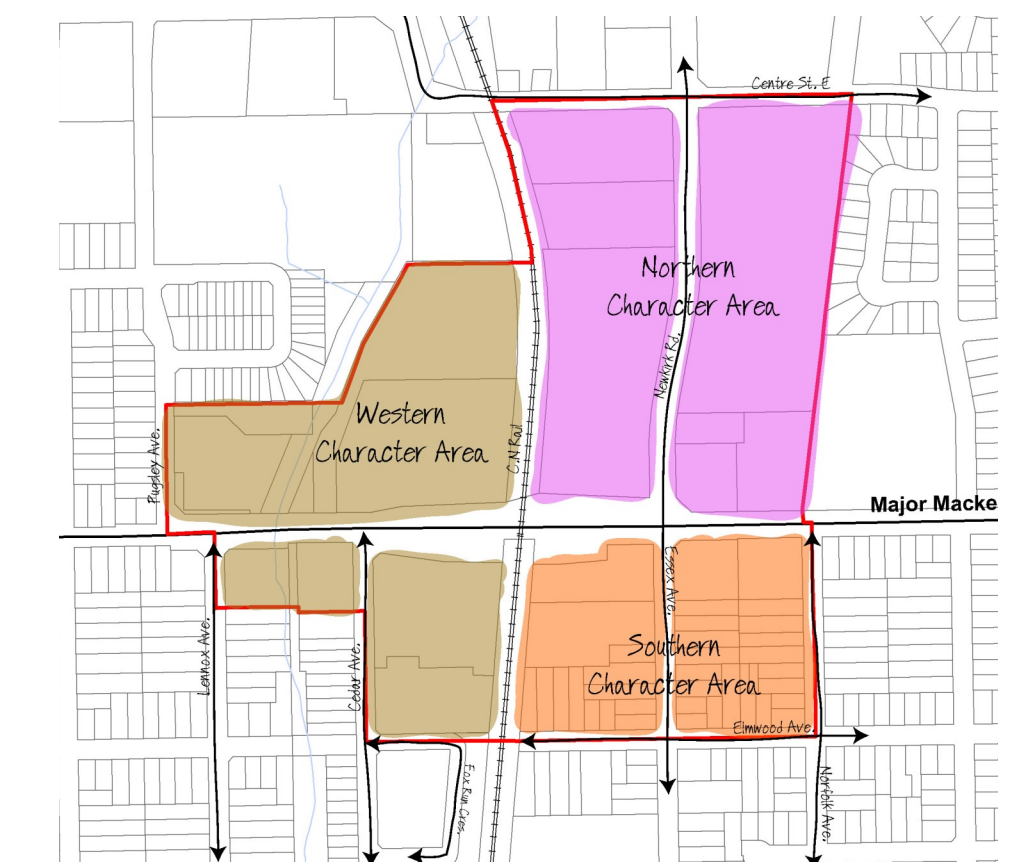 Centre St. E
Northern
Character Area
Newkirk Rd.
Western
Character Area
C.N Rail
Pugsley Ave.
Major Macke
Essex Ave.
Southern
Character Area
Lennox Ave.
Cedar Ave.
Elmwood Ave.
Fox Run Cres.
Norfolk Ave.